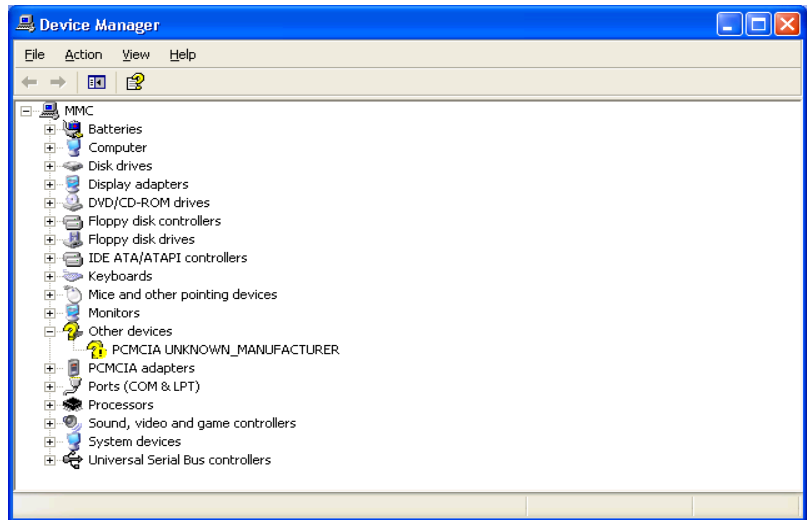 Device Manager
File Action View Help
MMC
Batteries
Computer
Disk drives
Display adapters
DVD/CD-ROM drives
Floppy disk controllers
Floppy disk drives
IDE ATA/ATAPI controllers
Keyboards
Mice and other pointing devices
Monitors
Other devices
PCMCIA UNKNOWN_MANUFACTURER
PCMCIA adapters
Ports (COM & LPT)
Processors
Sound, video and game controllers
System devices
Universal Serial Bus controllers